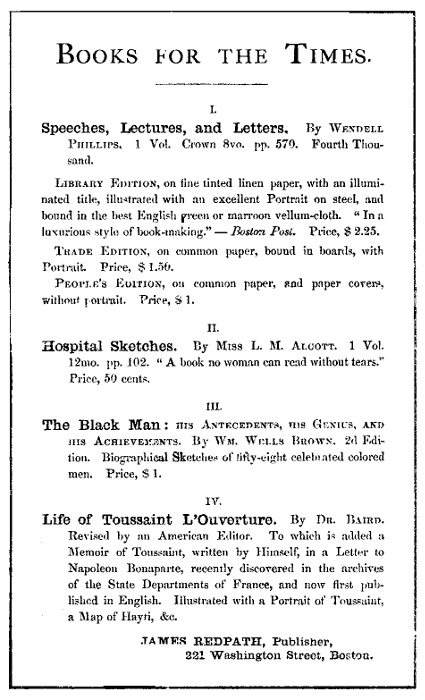 BOOKS FOR THE TIMES.
I.
Speeches, Lectures, and Letters. By WENDELL
PHILLIPS. 1 Vol. Crown 8vo. pp. 570. Fourth Thou-
sand.
LIBRARY EDITION, on fine tinted linen paper, with an illumi-
nated title, illustrated with an excellent Portrait on steel, and
bound in the best English green or marroon vellum-cloth. “In a
luxurious style of book-making.” — Boston Post. Price, $ 2.25.
TRADE EDITION, on common paper, bound in boards, with
Portrait. Price, $ 1.50.
PEOPLE'S EDITION, on common paper, and paper covers,
without portrait. Price, $ 1.
II.
Hospital Sketches. By MISS L. M. ALCOTT. 1 Vol.
12mo. pp. 102. “A book no woman can read without tears.”
Price, 50 cents.
III.
The Black Man: HIS ANTECEDENTS, HIS GENIUS, AND
HIS ACHIEVEMENTS. By WM. WELLS BROWN. 2d Edi-
tion. Biographical Sketches of fifty-eight celebrated colored
men. Price, $ 1.
IV.
Life of Toussaint L'Ouverture. By DR. BAIRD.
Revised by an American Editor. To which is added a
Memoir of Toussaint, written by Himself, in a Letter to
Napoleon Bonaparte, recently discovered in the archives
of the State Departments of France, and now first pub-
lished in English. Illustrated with a Portrait of Toussaint,
a Map of Hayti, &c.
JAMES REDPATH, Publisher,
221 Washington Street, Boston.